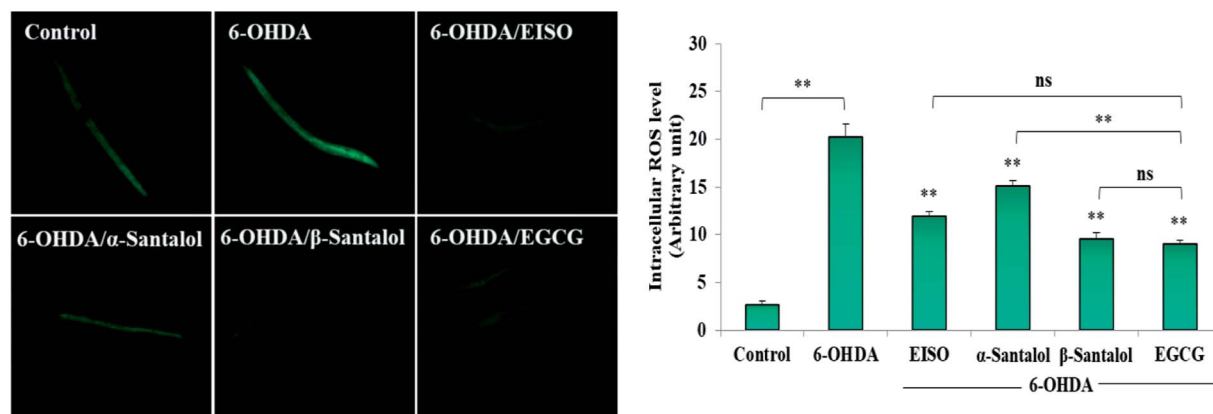 Control
6-OHDA
6-OHDA/EISO
6-OHDA/α-Santalol
6-OHDA/β-Santalol
6-OHDA/EGCG
Intracellular ROS level
(Arbitrary unit)
30
25
20
15
10
5
0
**
ns
**
ns
**
**
**
**
Control
6-OHDA
EISO
α-Santalol
β-Santalol
EGCG
6-OHDA